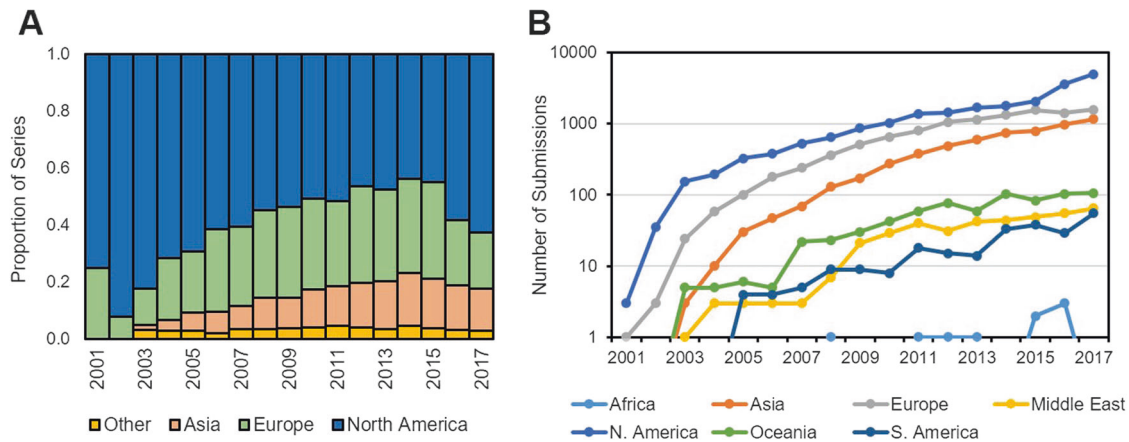 A
Proportion of Series
1.0
0.8
0.6
0.4
0.2
0.0
2001
2003
2005
2007
2009
2011
2013
2015
2017
Other Asia Europe North America
B
Number of Submissions
10000
1000
100
10
1
2001 2003 2005 2007 2009 2011 2013 2015 2017
Africa Asia Europe Middle East
N. America Oceania S. America